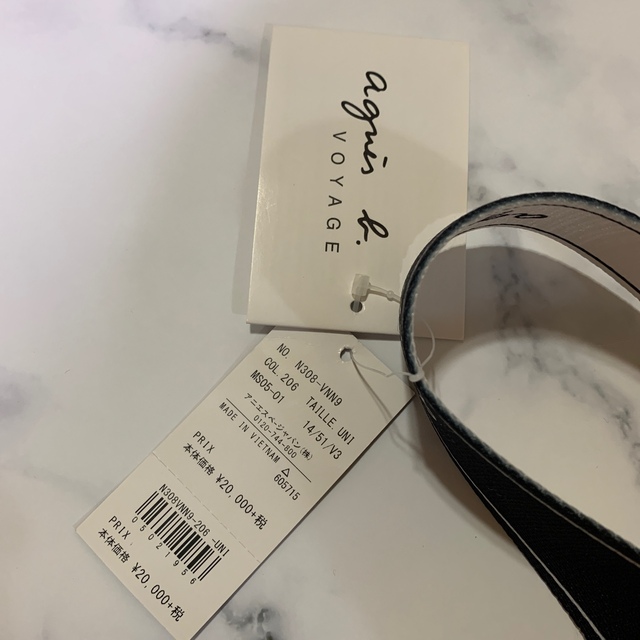 agnès b.
VOYAGE
NO. N308-VNN9
COL. 206 TAILLE. UNI
MS05-01 14/51/V3
アニエスベージャパン(株)
0120-744-800
MADE IN VIETNAM △ 605715
PRIX
本体価格 ¥20,000+税
N308VNN9-206 -UNI
0502195 6
PRIX.
本体価格 ¥20,000+税